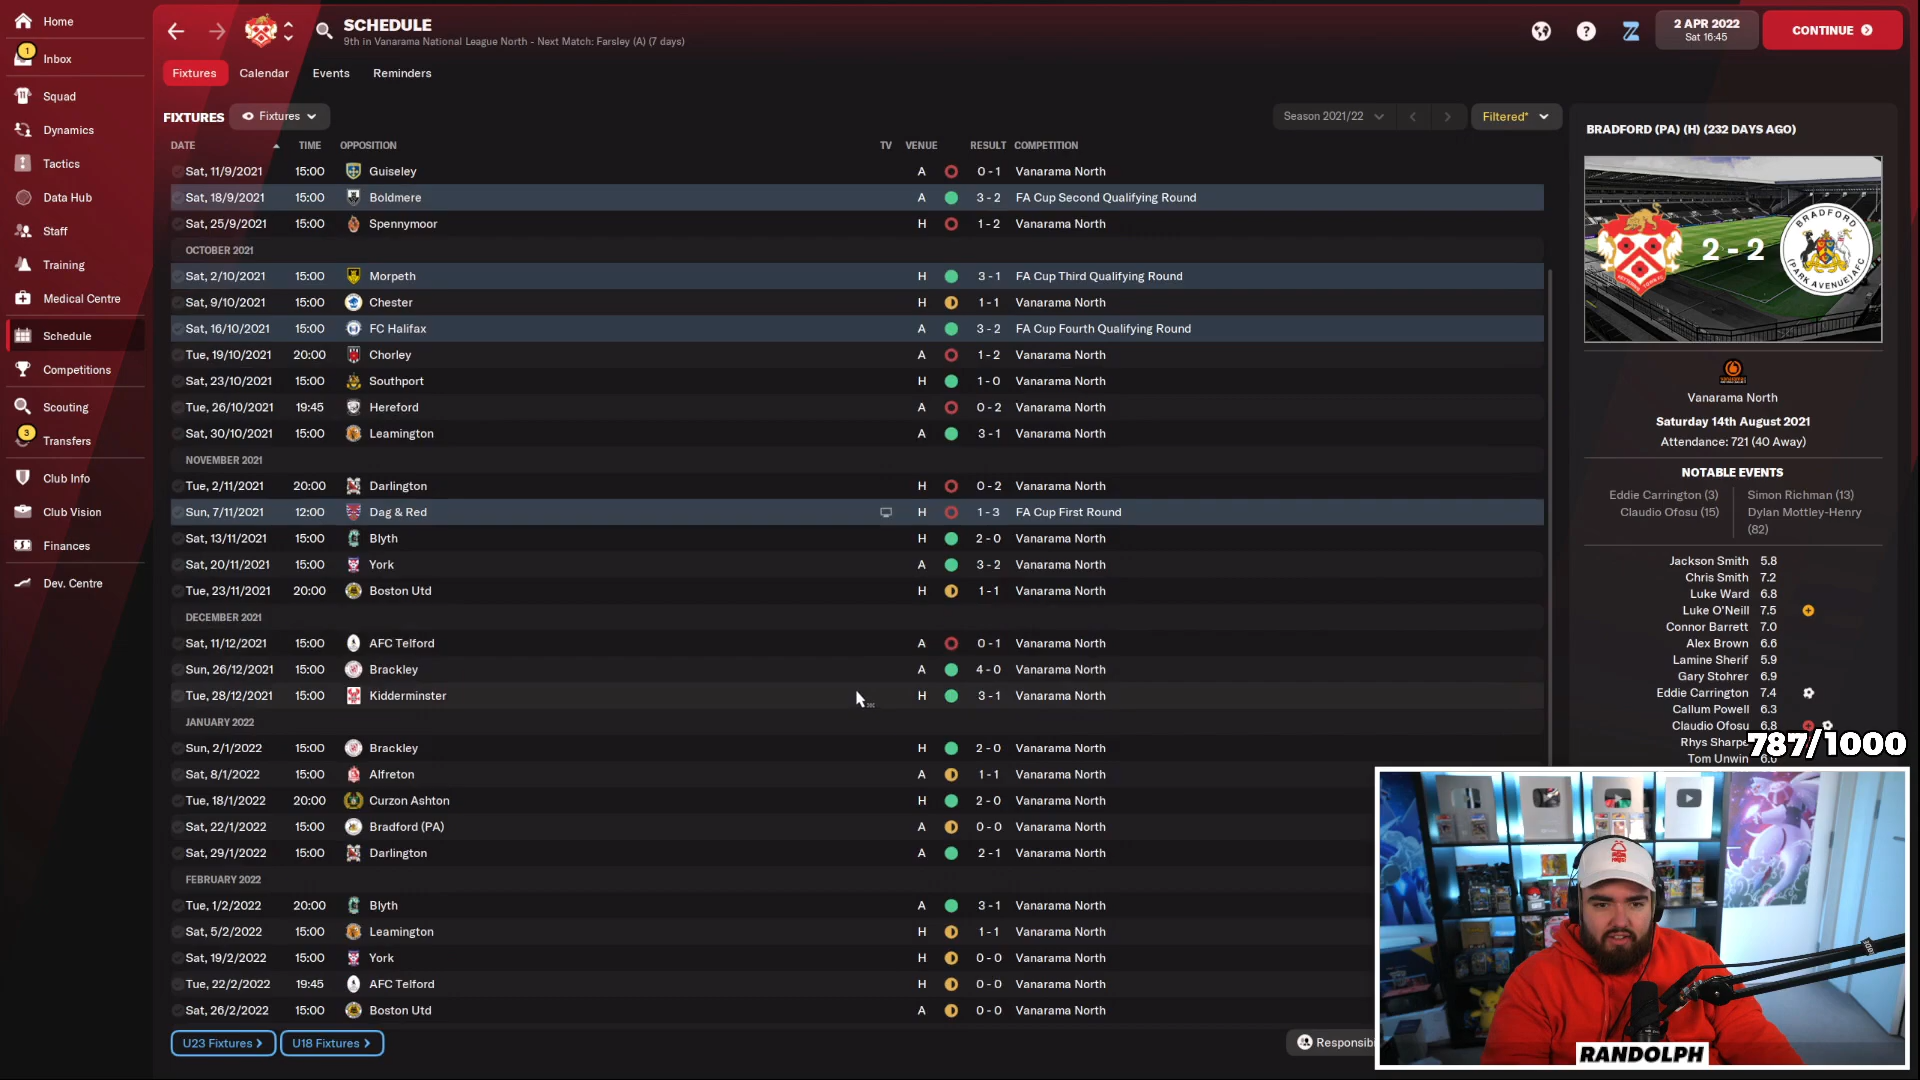 Home
Inbox
1
Squad
Dynamics
Tactics
Data Hub
Staff
Training
Medical Centre
Schedule
Competitions
Scouting
Transfers
3
Club Info
Club Vision
Finances
Dev. Centre
SCHEDULE
9th in Vanarama National League North - Next Match: Farsley (A) (7 days)
2 APR 2022
Sat 16:45
CONTINUE
Fixtures Calendar Events Reminders
FIXTURES Fixtures Season 2021/22 Filtered*
DATE TIME OPPOSITION TV VENUE RESULT COMPETITION
Sat, 11/9/2021 15:00 Guiseley A 0 - 1 Vanarama North
Sat, 18/9/2021 15:00 Boldmere A 3 - 2 FA Cup Second Qualifying Round
Sat, 25/9/2021 15:00 Spennymoor H 1 - 2 Vanarama North
OCTOBER 2021
Sat, 2/10/2021 15:00 Morpeth H 3 - 1 FA Cup Third Qualifying Round
Sat, 9/10/2021 15:00 Chester H 1 - 1 Vanarama North
Sat, 16/10/2021 15:00 FC Halifax A 3 - 2 FA Cup Fourth Qualifying Round
Tue, 19/10/2021 20:00 Chorley A 1 - 2 Vanarama North
Sat, 23/10/2021 15:00 Southport H 1 - 0 Vanarama North
Tue, 26/10/2021 19:45 Hereford A 0 - 2 Vanarama North
Sat, 30/10/2021 15:00 Leamington A 3 - 1 Vanarama North
NOVEMBER 2021
Tue, 2/11/2021 20:00 Darlington H 0 - 2 Vanarama North
Sun, 7/11/2021 12:00 Dag & Red H 1 - 3 FA Cup First Round
Sat, 13/11/2021 15:00 Blyth H 2 - 0 Vanarama North
Sat, 20/11/2021 15:00 York A 3 - 2 Vanarama North
Tue, 23/11/2021 20:00 Boston Utd H 1 - 1 Vanarama North
DECEMBER 2021
Sat, 11/12/2021 15:00 AFC Telford A 0 - 1 Vanarama North
Sun, 26/12/2021 15:00 Brackley A 4 - 0 Vanarama North
Tue, 28/12/2021 15:00 Kidderminster H 3 - 1 Vanarama North
JANUARY 2022
Sun, 2/1/2022 15:00 Brackley H 2 - 0 Vanarama North
Sat, 8/1/2022 15:00 Alfreton A 1 - 1 Vanarama North
Tue, 18/1/2022 20:00 Curzon Ashton H 2 - 0 Vanarama North
Sat, 22/1/2022 15:00 Bradford (PA) A 0 - 0 Vanarama North
Sat, 29/1/2022 15:00 Darlington A 2 - 1 Vanarama North
FEBRUARY 2022
Tue, 1/2/2022 20:00 Blyth A 3 - 1 Vanarama North
Sat, 5/2/2022 15:00 Leamington H 1 - 1 Vanarama North
Sat, 19/2/2022 15:00 York H 0 - 0 Vanarama North
Tue, 22/2/2022 19:45 AFC Telford H 0 - 0 Vanarama North
Sat, 26/2/2022 15:00 Boston Utd A 0 - 0 Vanarama North
U23 Fixtures U18 Fixtures Responsibi
BRADFORD (PA) (H) (232 DAYS AGO)
2 - 2
BRADFORD
(PARK AVENUE) AFC
Vanarama North
Saturday 14th August 2021
Attendance: 721 (40 Away)
NOTABLE EVENTS
Eddie Carrington (3) Simon Richman (13)
Claudio Ofosu (15) Dylan Mottley-Henry
(82)
Jackson Smith 5.8
Chris Smith 7.2
Luke Ward 6.8
Luke O'Neill 7.5
Connor Barrett 7.0
Alex Brown 6.6
Lamine Sherif 5.9
Gary Stohrer 6.9
Eddie Carrington 7.4
Callum Powell 6.3
Claudio Ofosu 6.8
Rhys Sharpe
Tom Unwin
787/1000
RANDOLPH